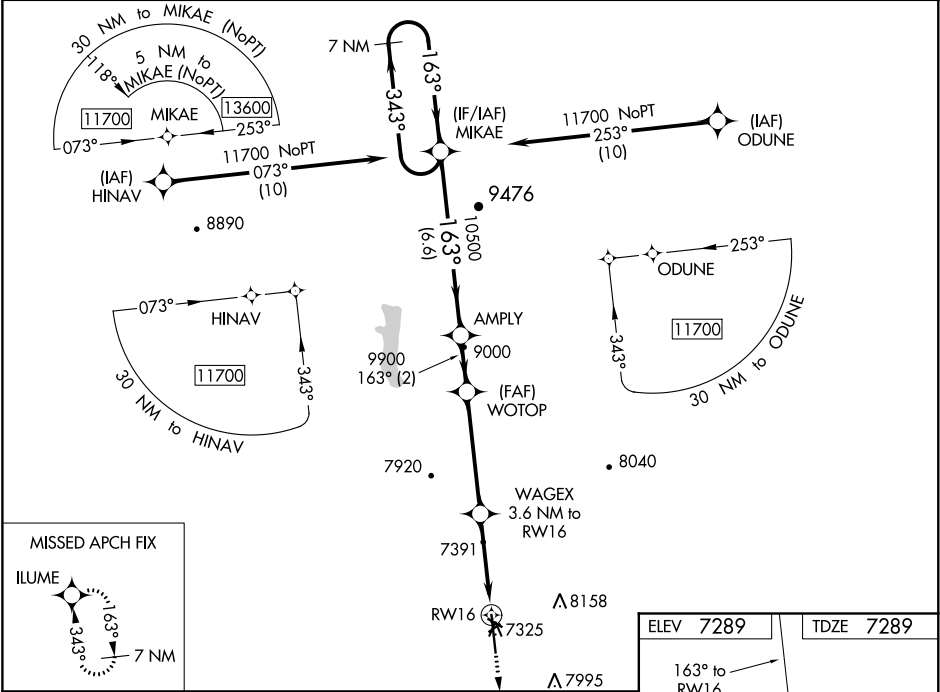 30 NM to MIKAE (NoPT)
5 NM to
MIKAE (NoPT)
118°
11700
MIKAE
13600
073°
253°
7 NM
163°
343°
(IF/IAF)
MIKAE
11700 NoPT
253°
(10)
(IAF)
ODUNE
11700 NoPT
073°
(10)
(IAF)
HINAV
8890
9476
163°
10500
(6.6)
073°
HINAV
11700
343°
30 NM to HINAV
253°
ODUNE
11700
343°
30 NM to ODUNE
AMPLY
9000
9900
163° (2)
(FAF)
WOTOP
7920
8040
WAGEX
3.6 NM to
RW16
7391
MISSED APCH FIX
ILUME
163°
343°
7 NM
RW16
7325
8158
7995
ELEV 7289
TDZE 7289
163° to
RW16